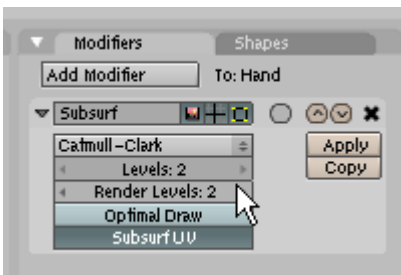 Modifiers Shapes
Add Modifier To: Hand
Subsurf
Catmull-Clark Apply
Levels: 2 Copy
Render Levels: 2
Optimal Draw
Subsurf UV